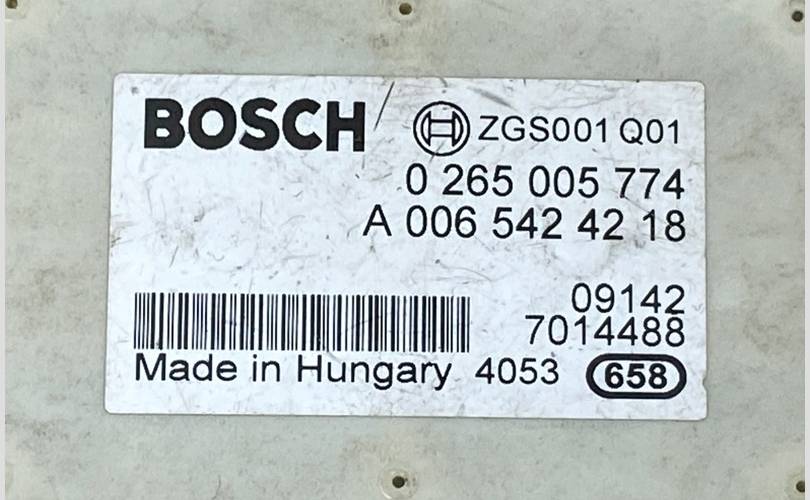 BOSCH ZGS001 Q01
0 265 005 774
A 006 542 42 18
09142
7014488
Made in Hungary 4053 658